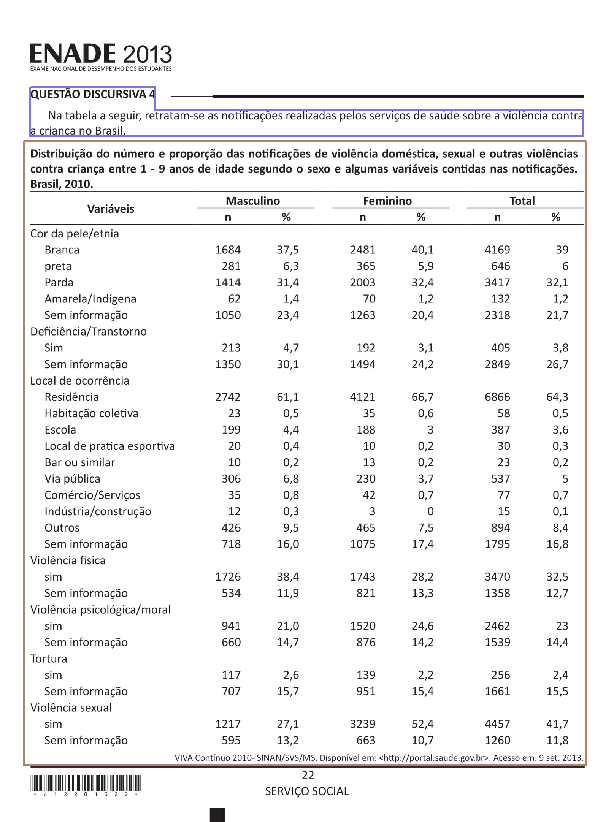 ENADE 2013
EXAME NACIONAL DE DESEMPENHO DOS ESTUDANTES
QUESTÃO DISCURSIVA 4
Na tabela a seguir, retratam-se as notificações realizadas pelos serviços de saúde sobre a violência contra
a criança no Brasil.
Distribuição do número e proporção das notificações de violência doméstica, sexual e outras violências
contra criança entre 1 - 9 anos de idade segundo o sexo e algumas variáveis contidas nas notificações.
Brasil, 2010.
Variáveis Masculino Feminino Total
n % n % n %
Cor da pele/etnia
Branca 1684 37,5 2481 40,1 4169 39
preta 281 6,3 365 5,9 646 6
Parda 1414 31,4 2003 32,4 3417 32,1
Amarela/Indígena 62 1,4 70 1,2 132 1,2
Sem informação 1050 23,4 1263 20,4 2318 21,7
Deficiência/Transtorno
Sim 213 4,7 192 3,1 405 3,8
Sem informação 1350 30,1 1494 24,2 2849 26,7
Local de ocorrência
Residência 2742 61,1 4121 66,7 6866 64,3
Habitação coletiva 23 0,5 35 0,6 58 0,5
Escola 199 4,4 188 3 387 3,6
Local de pratica esportiva 20 0,4 10 0,2 30 0,3
Bar ou similar 10 0,2 13 0,2 23 0,2
Via pública 306 6,8 230 3,7 537 5
Comércio/Serviços 35 0,8 42 0,7 77 0,7
Indústria/construção 12 0,3 3 0 15 0,1
Outros 426 9,5 465 7,5 894 8,4
Sem informação 718 16,0 1075 17,4 1795 16,8
Violência física
sim 1726 38,4 1743 28,2 3470 32,5
Sem informação 534 11,9 821 13,3 1358 12,7
Violência psicológica/moral
sim 941 21,0 1520 24,6 2462 23
Sem informação 660 14,7 876 14,2 1539 14,4
Tortura
sim 117 2,6 139 2,2 256 2,4
Sem informação 707 15,7 951 15,4 1661 15,5
Violência sexual
sim 1217 27,1 3239 52,4 4457 41,7
Sem informação 595 13,2 663 10,7 1260 11,8
VIVA Contínuo 2010- SINAN/SVS/MS. Disponível em: <http://portal.saude.gov.br>. Acesso em: 9 set. 2013.
22
SERVIÇO SOCIAL